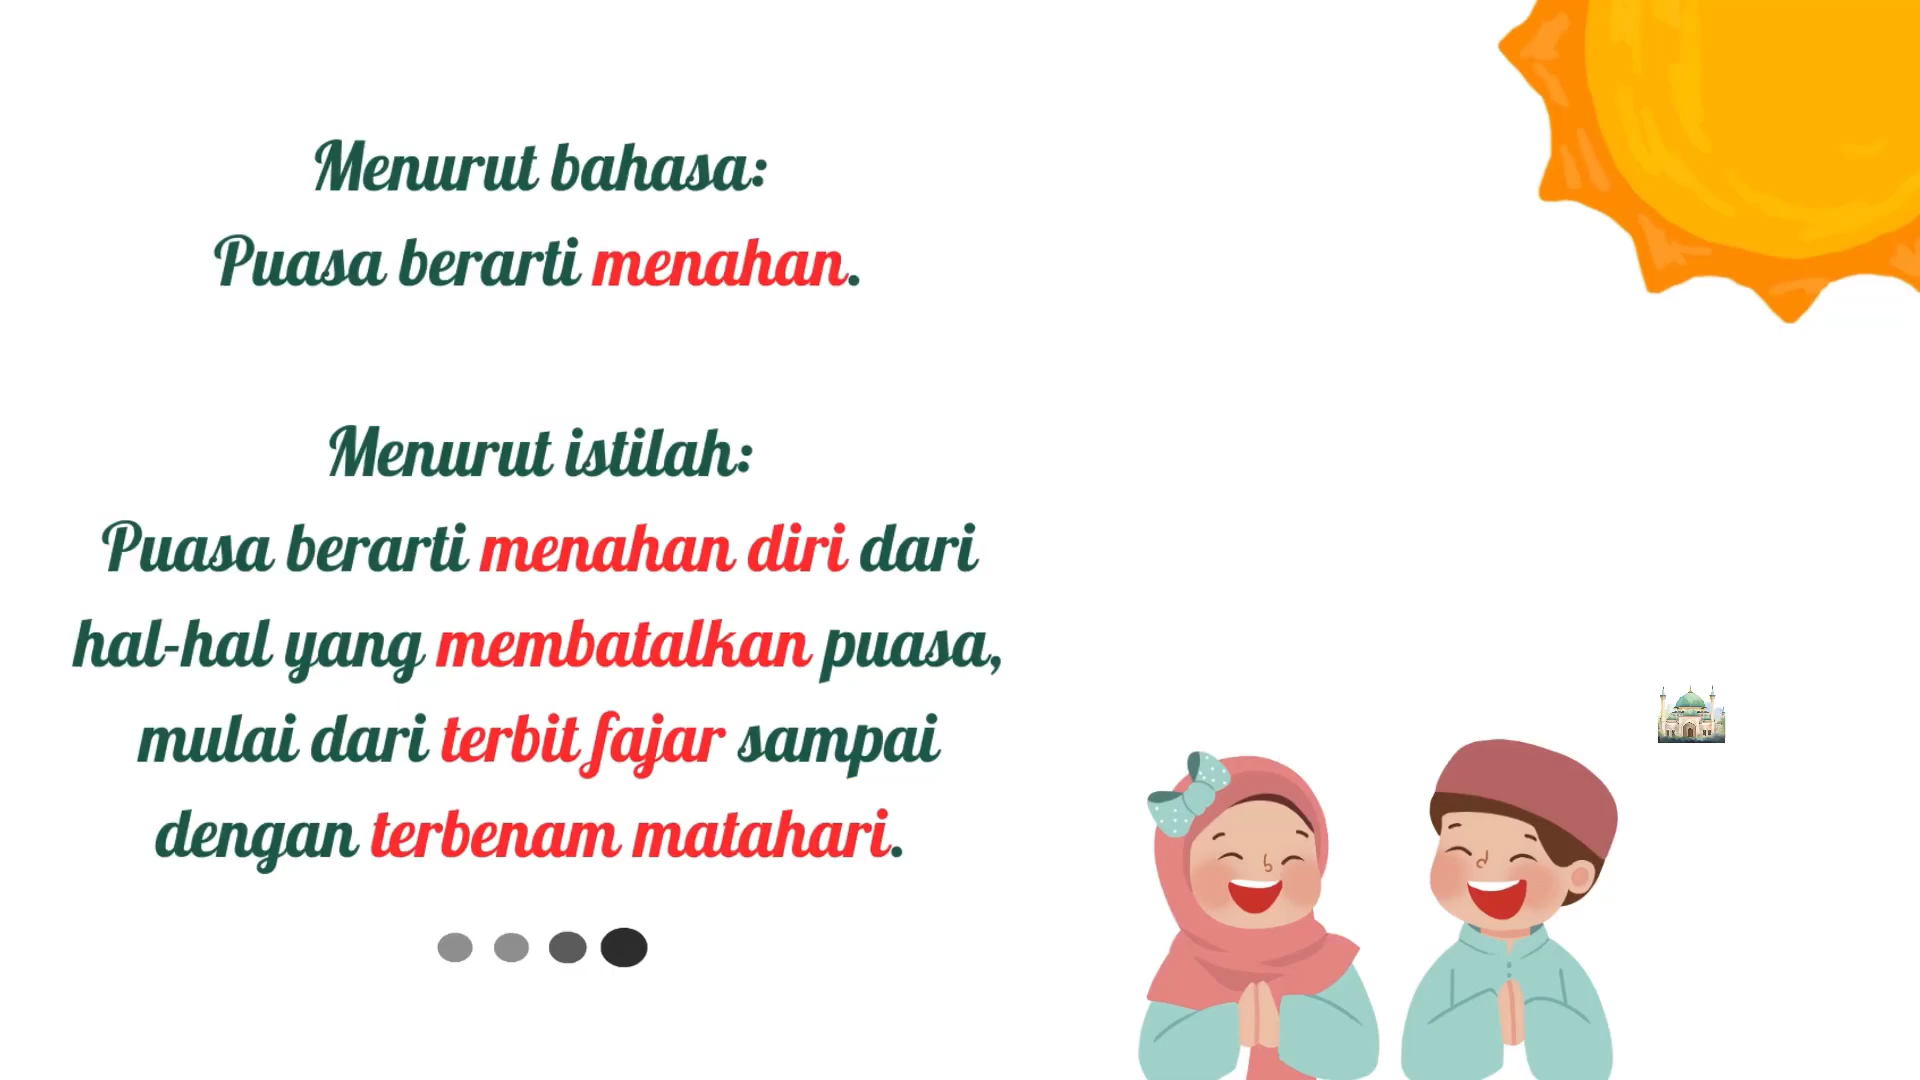 Menurut bahasa:
Puasa berarti menahan.
Menurut istilah:
Puasa berarti menahan diri dari
hal-hal yang membatalkan puasa,
mulai dari terbit fajar sampai
dengan terbenam matahari.